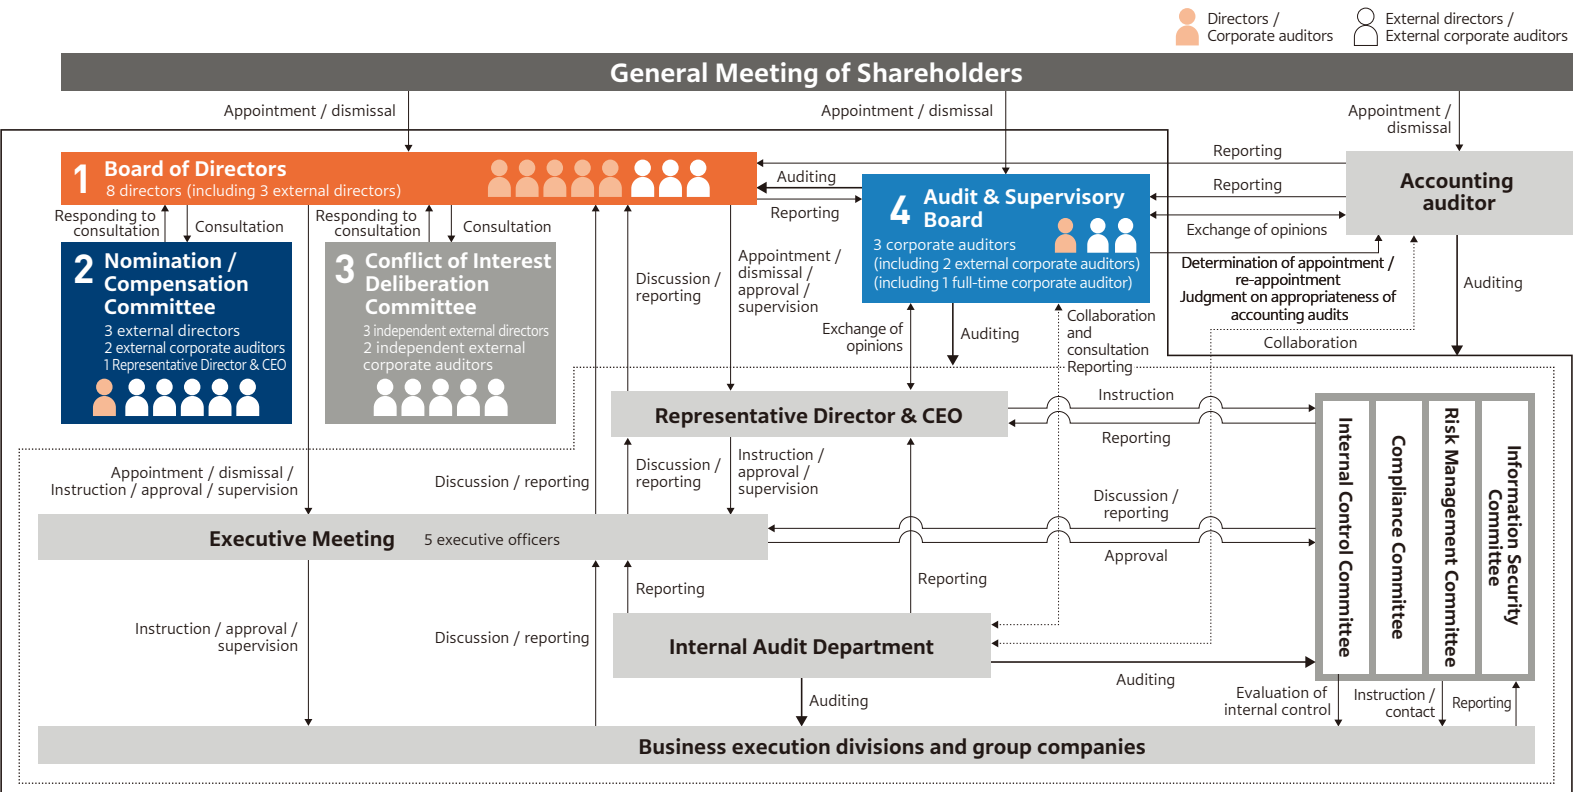 Directors /
Corporate auditors
External directors /
External corporate auditors
General Meeting of Shareholders
Appointment / dismissal
Appointment / dismissal
Appointment /
dismissal
1 Board of Directors
8 directors (including 3 external directors)
Reporting
Auditing
Reporting
Reporting
Exchange of opinions
Accounting
auditor
4 Audit & Supervisory
Board
3 corporate auditors
(including 2 external corporate auditors)
(including 1 full-time corporate auditor)
Responding to
consultation
Consultation
Responding to
consultation
Consultation
2 Nomination /
Compensation
Committee
3 external directors
2 external corporate auditors
1 Representative Director & CEO
3 Conflict of Interest
Deliberation
Committee
3 independent external directors
2 independent external
corporate auditors
Discussion /
reporting
Appointment /
dismissal /
approval /
supervision
Determination of appointment /
re-appointment
Judgment on appropriateness of
accounting audits
Auditing
Exchange of
opinions
Auditing
Collaboration
and
consultation
Reporting
Collaboration
Representative Director & CEO
Instruction
Reporting
Appointment / dismissal /
Instruction / approval / supervision
Discussion / reporting
Discussion /
reporting
Instruction /
approval /
supervision
Discussion /
reporting
Approval
Executive Meeting 5 executive officers
Internal Control Committee
Compliance Committee
Risk Management Committee
Information Security
Committee
Reporting
Reporting
Instruction / approval /
supervision
Discussion / reporting
Internal Audit Department
Auditing
Auditing
Evaluation of
internal control
Instruction /
contact
Reporting
Business execution divisions and group companies